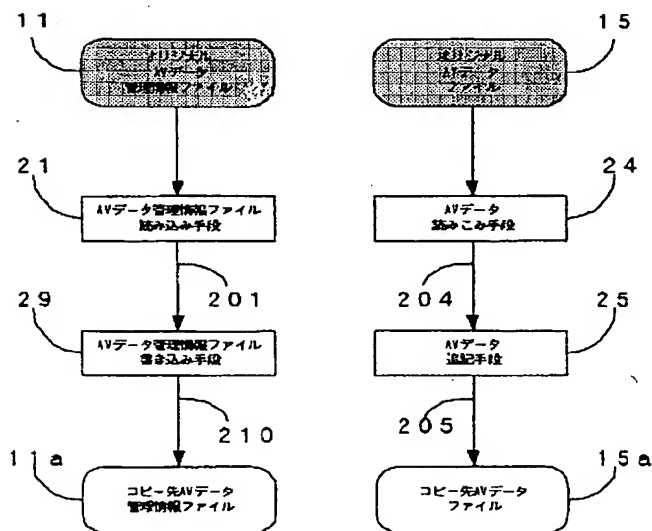 11
オリジナル
AVデータ
管理情報ファイル
15
オリジナル
AVデータ
ファイル
21
AVデータ管理情報ファイル
読み込み手段
24
AVデータ
読みこみ手段
201
204
29
AVデータ管理情報ファイル
書き込み手段
25
AVデータ
追記手段
210
205
11a
コピー先AVデータ
管理情報ファイル
15a
コピー先AVデータ
ファイル